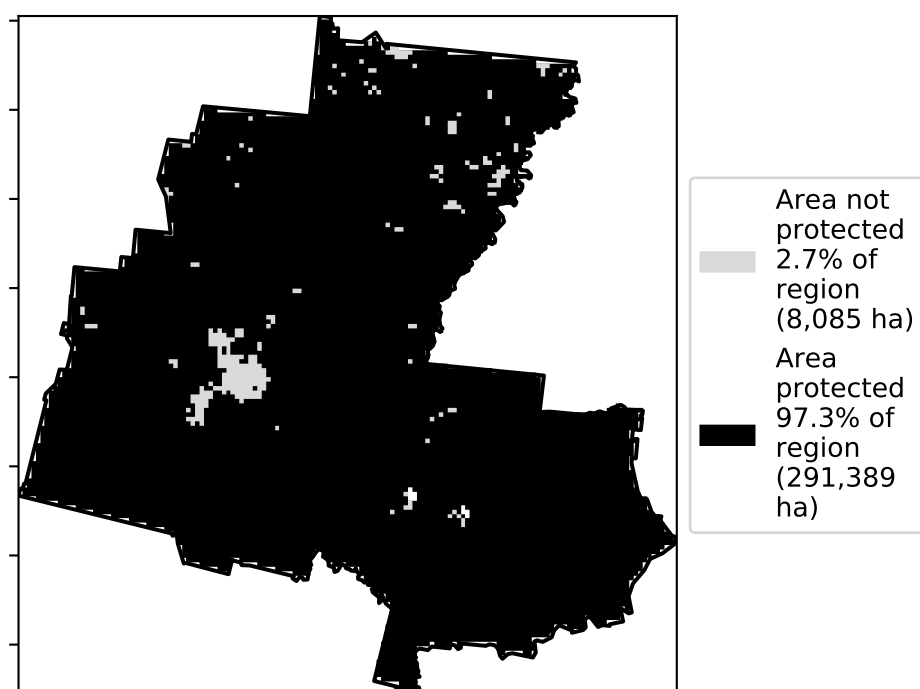 Area not
protected
2.7% of
region
(8,085 ha)
Area
protected
97.3% of
region
(291,389
ha)